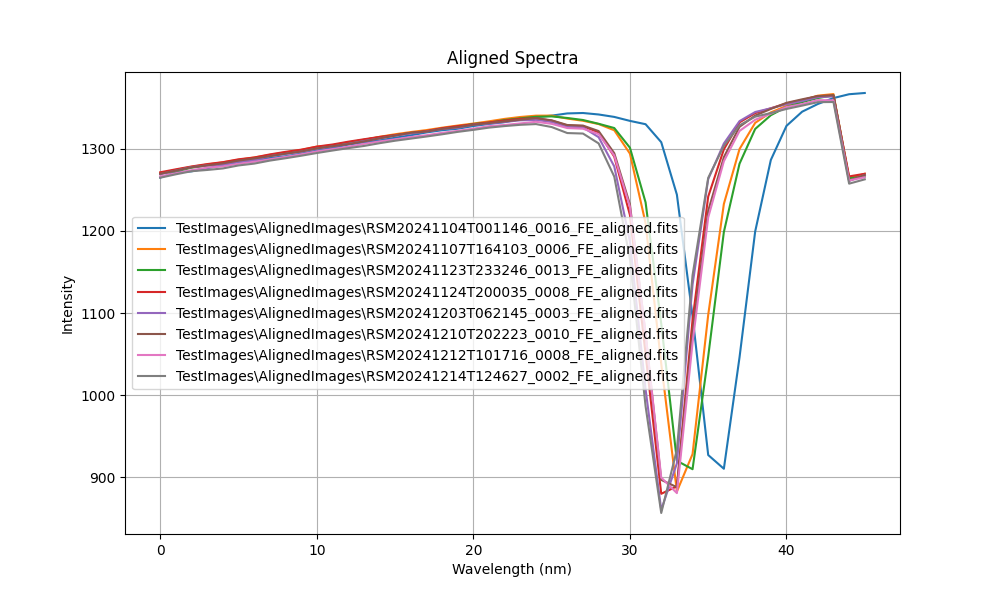 Aligned Spectra
Intensity
1300
1200
1100
1000
900
TestImages\AlignedImages\RSM20241104T001146_0016_FE_aligned.fits
TestImages\AlignedImages\RSM20241107T164103_0006_FE_aligned.fits
TestImages\AlignedImages\RSM20241123T233246_0013_FE_aligned.fits
TestImages\AlignedImages\RSM20241124T200035_0008_FE_aligned.fits
TestImages\AlignedImages\RSM20241203T062145_0003_FE_aligned.fits
TestImages\AlignedImages\RSM20241210T202223_0010_FE_aligned.fits
TestImages\AlignedImages\RSM20241212T101716_0008_FE_aligned.fits
TestImages\AlignedImages\RSM20241214T124627_0002_FE_aligned.fits
0 10 20 30 40
Wavelength (nm)